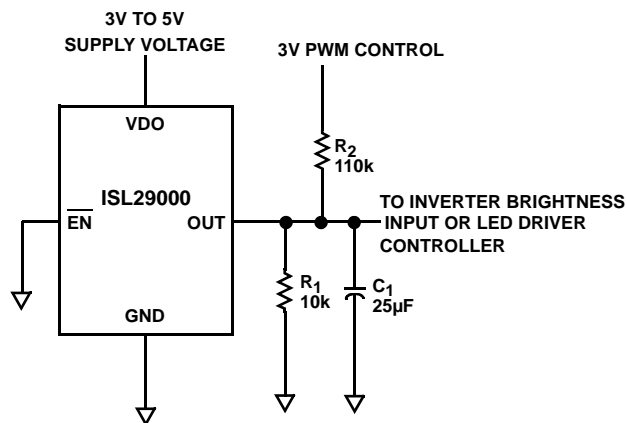 3V TO 5V
SUPPLY VOLTAGE
3V PWM CONTROL
VDO
R2
110k
ISL29000
EN
OUT
TO INVERTER BRIGHTNESS
INPUT OR LED DRIVER
CONTROLLER
R1
10k
C1
25µF
GND